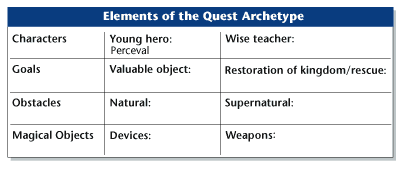 Elements of the Quest Archetype
Characters Young hero: Wise teacher:
Perceval
Goals Valuable object: Restoration of kingdom/rescue:
Obstacles Natural: Supernatural:
Magical Objects Devices: Weapons: